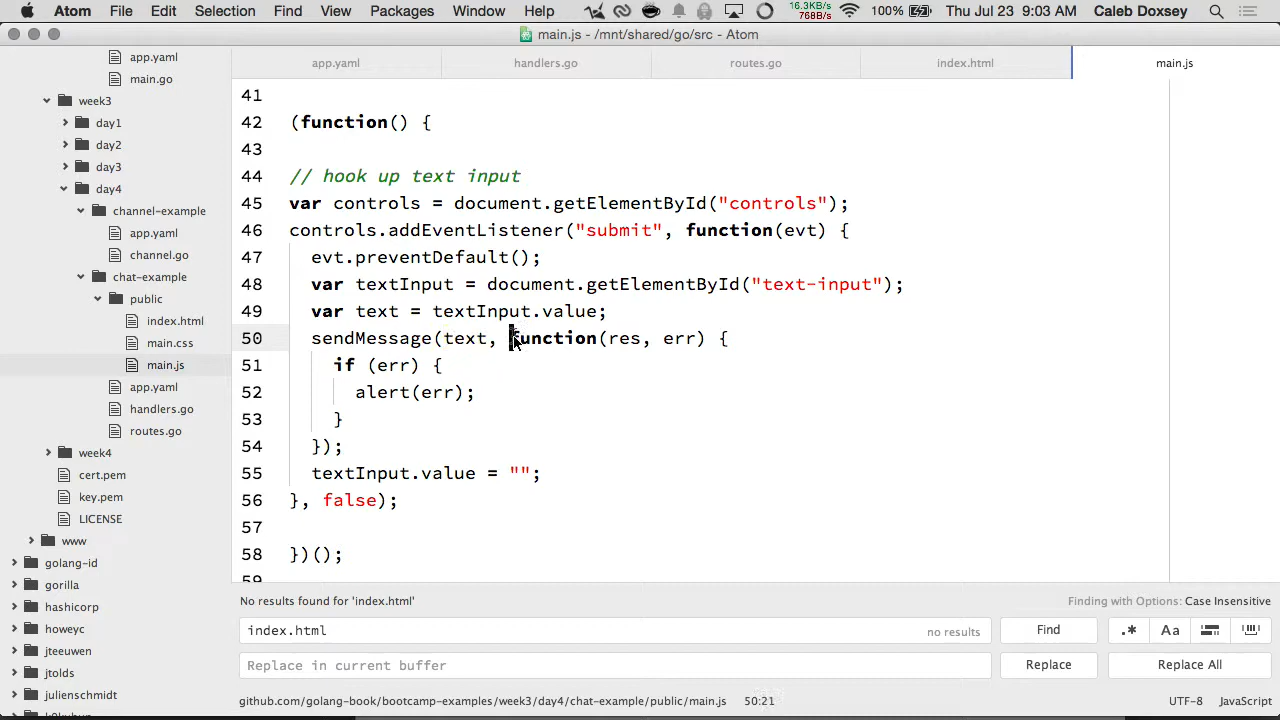 Atom File Edit Selection Find View Packages Window Help 16.3KB/s 768B/s 100% Thu Jul 23 9:03 AM Caleb Doxsey
main.js - /mnt/shared/go/src - Atom
app.yaml
main.go
week3
day1
day2
day3
day4
channel-example
app.yaml
channel.go
chat-example
public
index.html
main.css
main.js
app.yaml
handlers.go
routes.go
week4
cert.pem
key.pem
LICENSE
www
golang-id
gorilla
hashicorp
howeyc
jteeuwen
jtolds
julienschmidt
app.yaml handlers.go routes.go index.html main.js
41
42 (function() {
43
44 // hook up text input
45 var controls = document.getElementById("controls");
46 controls.addEventListener("submit", function(evt) {
47 evt.preventDefault();
48 var textInput = document.getElementById("text-input");
49 var text = textInput.value;
50 sendMessage(text, function(res, err) {
51 if (err) {
52 alert(err);
53 }
54 });
55 textInput.value = "";
56 }, false);
57
58 })();
59
No results found for 'index.html' Finding with Options: Case Insensitive
index.html no results Find .* Aa
Replace in current buffer Replace Replace All
github.com/golang-book/bootcamp-examples/week3/day4/chat-example/public/main.js 50:21 UTF-8 JavaScript